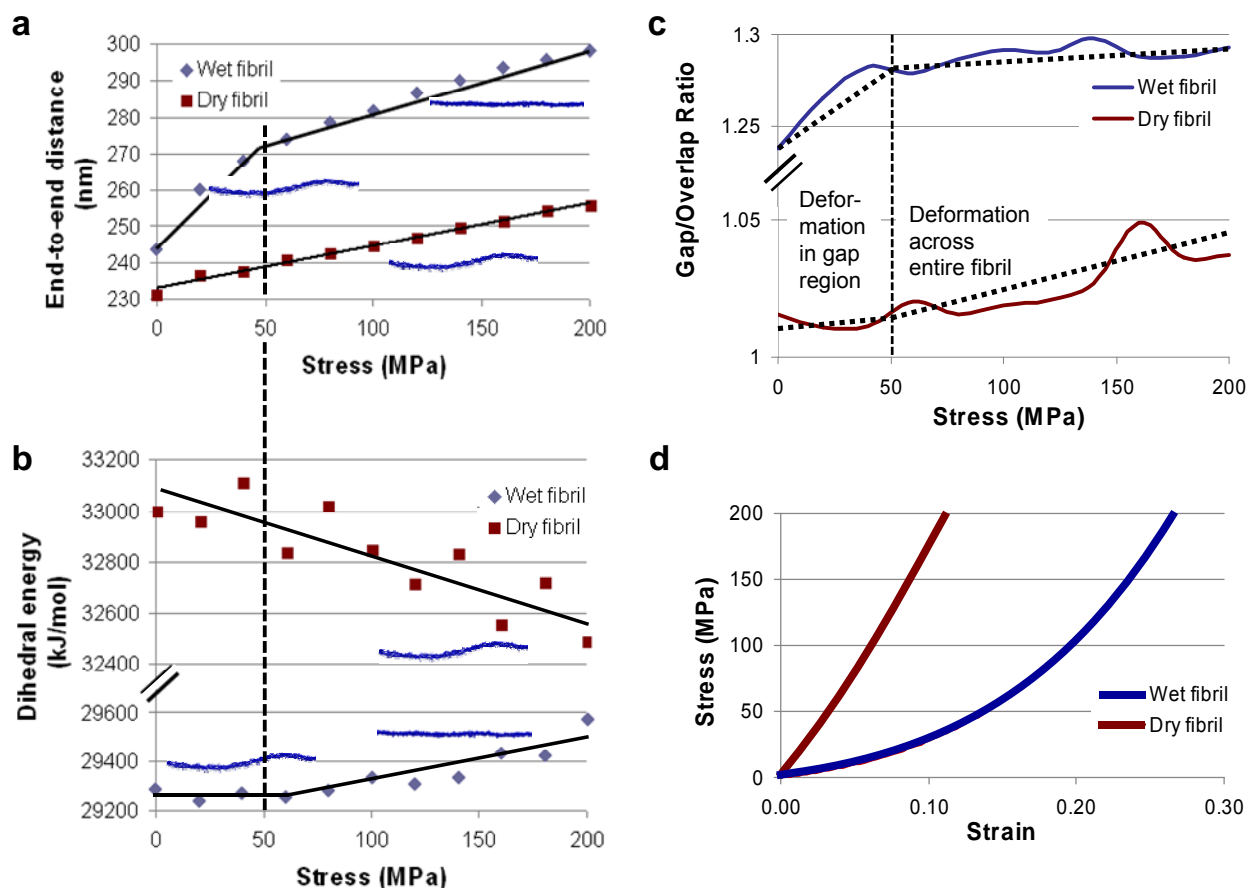 a
300
290
280
270
260
250
240
230
0
50
100
150
200
End-to-end distance
(nm)
Stress (MPa)
Wet fibril
Dry fibril
b
33200
33000
32800
32600
32400
29600
29400
29200
0
50
100
150
200
Dihedral energy
(kJ/mol)
Stress (MPa)
Wet fibril
Dry fibril
c
1.3
1.25
1.05
1
0
50
100
150
200
Gap/Overlap Ratio
Stress (MPa)
Wet fibril
Dry fibril
Defor-
mation
in gap
region
Deformation
across
entire fibril
d
200
150
100
50
0
0.00
0.10
0.20
0.30
Stress (MPa)
Strain
Wet fibril
Dry fibril